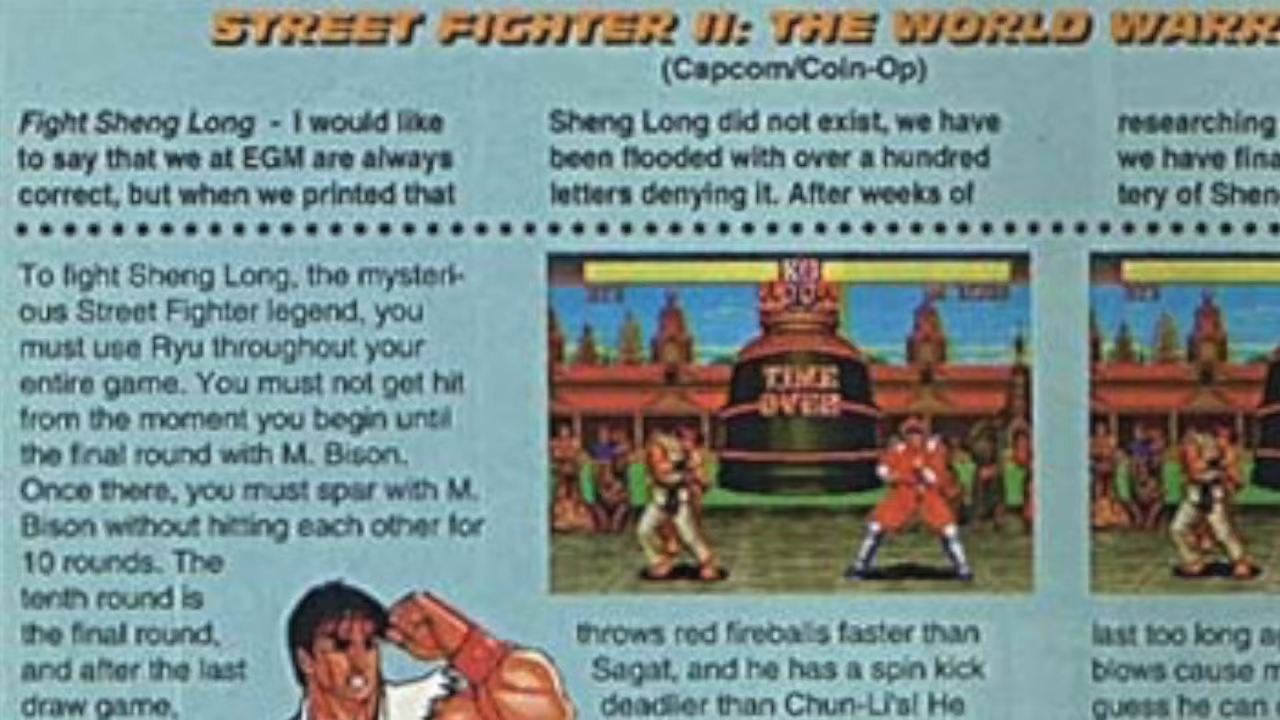 STREET FIGHTER II: THE WORLD WARR
(Capcom/Coin-Op)
Fight Sheng Long - I would like
to say that we at EGM are always
correct, but when we printed that
Sheng Long did not exist, we have
been flooded with over a hundred
letters denying it. After weeks of
researching
we have fina
tery of Shen
To fight Sheng Long, the mysteri-
ous Street Fighter legend, you
must use Ryu throughout your
entire game. You must not get hit
from the moment you begin until
the final round with M. Bison.
Once there, you must spar with M.
Bison without hitting each other for
10 rounds. The
tenth round is
the final round,
and after the last
draw game,
KO
TIME
OVER
throws red fireballs faster than
Sagat, and he has a spin kick
deadlier than Chun-Li's! He
last too long a
blows cause m
guess he can